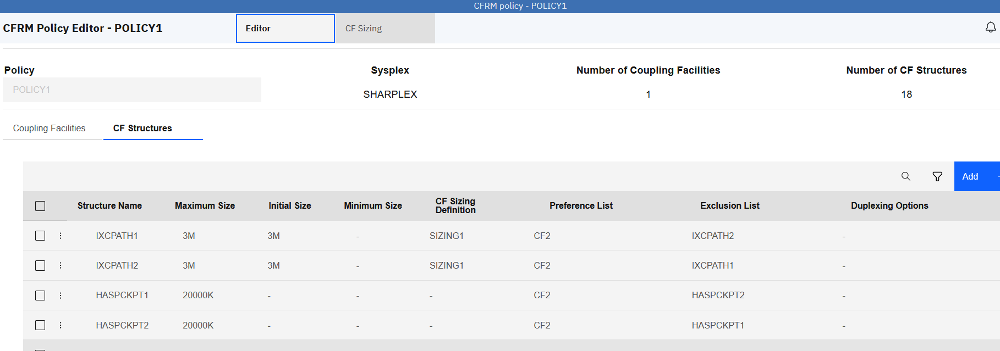 CFRM policy - POLICY1
CFRM Policy Editor - POLICY1 Editor CF Sizing
Policy Sysplex Number of Coupling Facilities Number of CF Structures
POLICY1 SHARPLEX 1 18
Coupling Facilities CF Structures
Add
Structure Name Maximum Size Initial Size Minimum Size CF Sizing Definition Preference List Exclusion List Duplexing Options
IXCPATH1 3M 3M - SIZING1 CF2 IXCPATH2 -
IXCPATH2 3M 3M - SIZING1 CF2 IXCPATH1 -
HASPCKPT1 20000K - - - CF2 HASPCKPT2 -
HASPCKPT2 20000K - - - CF2 HASPCKPT1 -